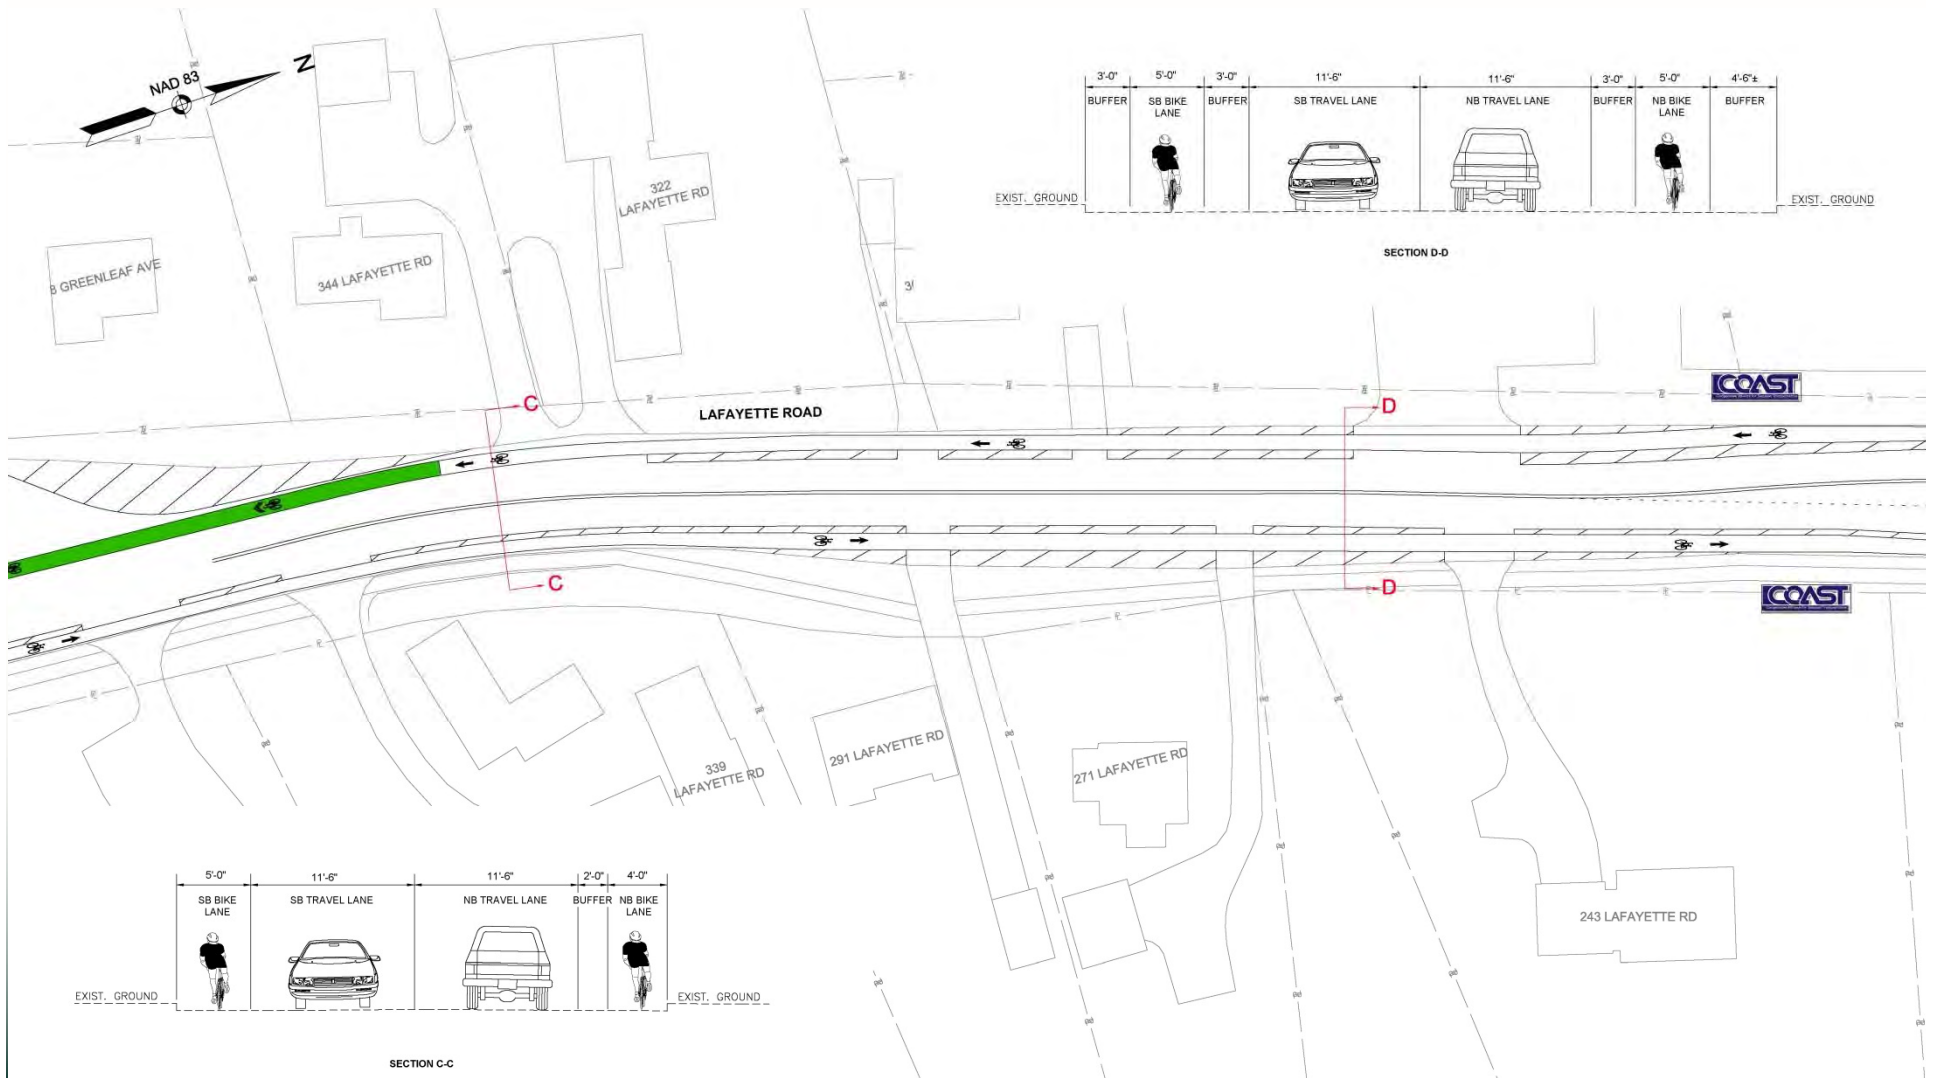 NAD 83
N
3'-0" 5'-0" 3'-0" 11'-6" 11'-6" 3'-0" 5'-0" 4'-6"±
BUFFER SB BIKE BUFFER SB TRAVEL LANE NB TRAVEL LANE BUFFER NB BIKE BUFFER
LANE LANE
EXIST. GROUND EXIST. GROUND
SECTION D-D
322
LAFAYETTE RD
344 LAFAYETTE RD
8 GREENLEAF AVE
COAST
C
LAFAYETTE ROAD
D
C
D
COAST
339
LAFAYETTE RD
291 LAFAYETTE RD
271 LAFAYETTE RD
243 LAFAYETTE RD
5'-0" 11'-6" 11'-6" 2'-0" 4'-0"
SB BIKE SB TRAVEL LANE NB TRAVEL LANE BUFFER NB BIKE
LANE LANE
EXIST. GROUND EXIST. GROUND
SECTION C-C